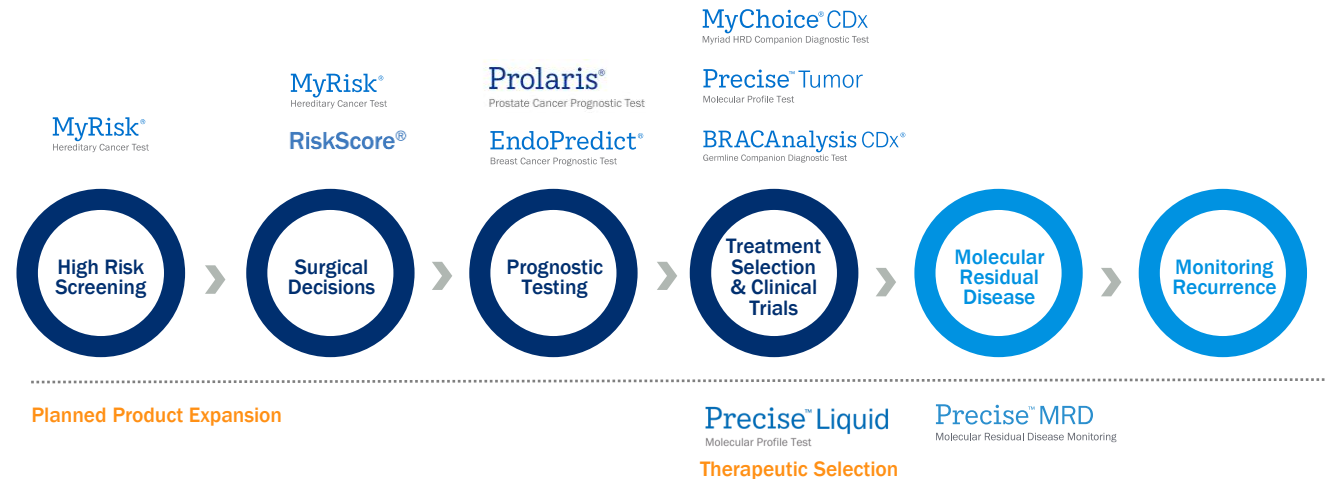 MyChoice® CDx
Myriad HRD Companion Diagnostic Test
MyRisk®
Hereditary Cancer Test
Prolaris®
Prostate Cancer Prognostic Test
Precise™ Tumor
Molecular Profile Test
MyRisk®
Hereditary Cancer Test
RiskScore®
EndoPredict®
Breast Cancer Prognostic Test
BRACAnalysis CDx®
Germline Companion Diagnostic Test
High Risk
Screening
Surgical
Decisions
Prognostic
Testing
Treatment
Selection
& Clinical
Trials
Molecular
Residual
Disease
Monitoring
Recurrence
Planned Product Expansion
Precise™ Liquid
Molecular Profile Test
Therapeutic Selection
Precise™ MRD
Molecular Residual Disease Monitoring